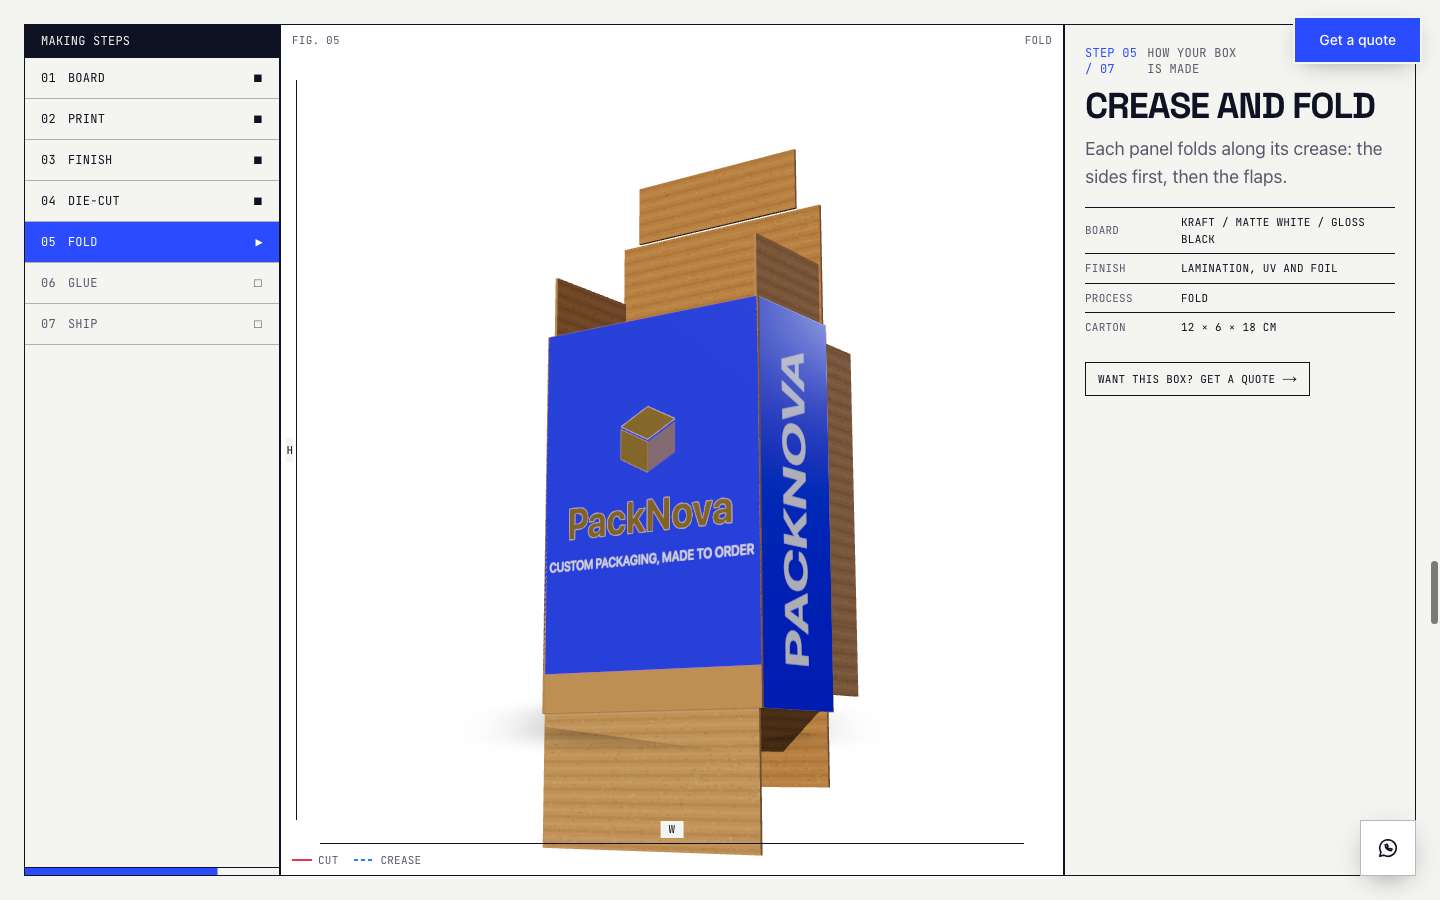 MAKING STEPS
01 BOARD
02 PRINT
03 FINISH
04 DIE-CUT
05 FOLD
06 GLUE
07 SHIP
FIG. 05
FOLD
H
PackNova
CUSTOM PACKAGING, MADE TO ORDER
PACKNOVA
W
CUT
CREASE
Get a quote
STEP 05 / 07
HOW YOUR BOX IS MADE
CREASE AND FOLD
Each panel folds along its crease: the
sides first, then the flaps.
BOARD KRAFT / MATTE WHITE / GLOSS
BLACK
FINISH LAMINATION, UV AND FOIL
PROCESS FOLD
CARTON 12 × 6 × 18 CM
WANT THIS BOX? GET A QUOTE →